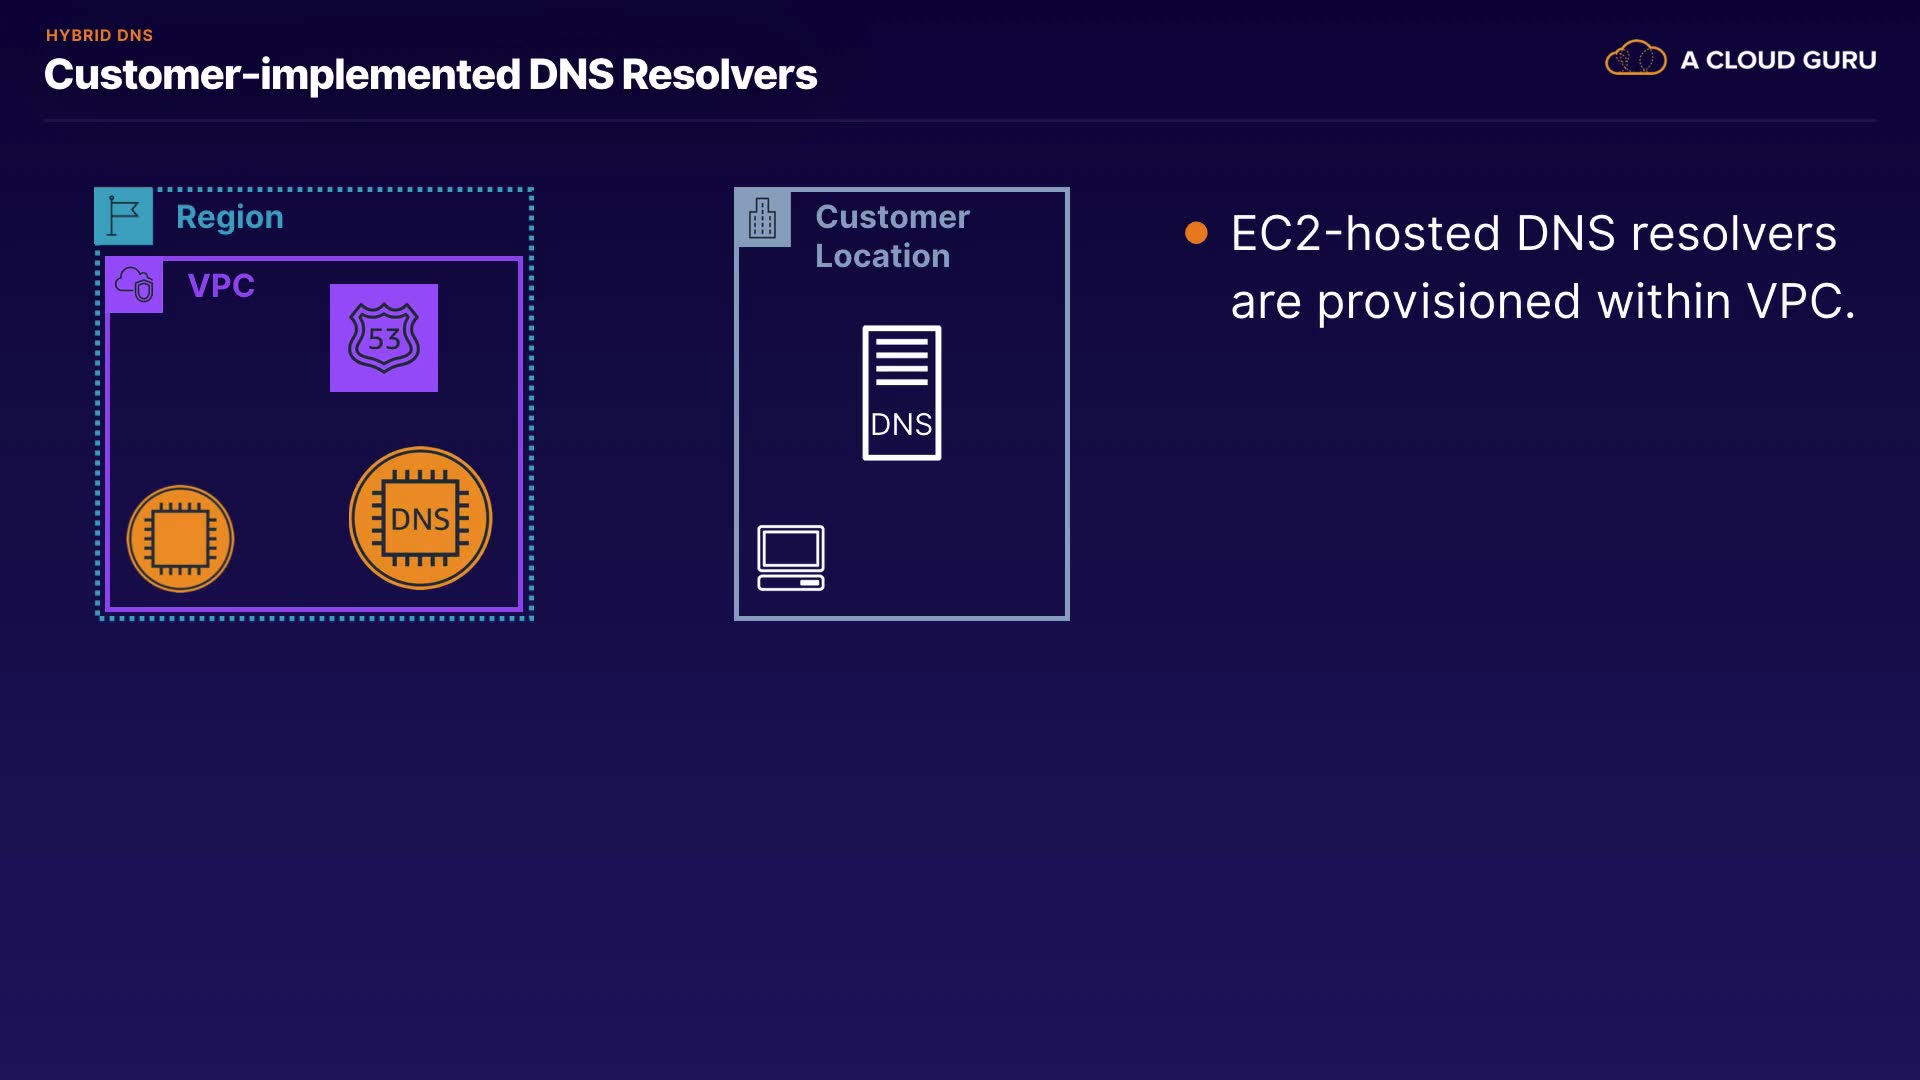 HYBRID DNS
Customer-implemented DNS Resolvers
A CLOUD GURU
Region
VPC
53
DNS
Customer
Location
DNS
EC2-hosted DNS resolvers
are provisioned within VPC.